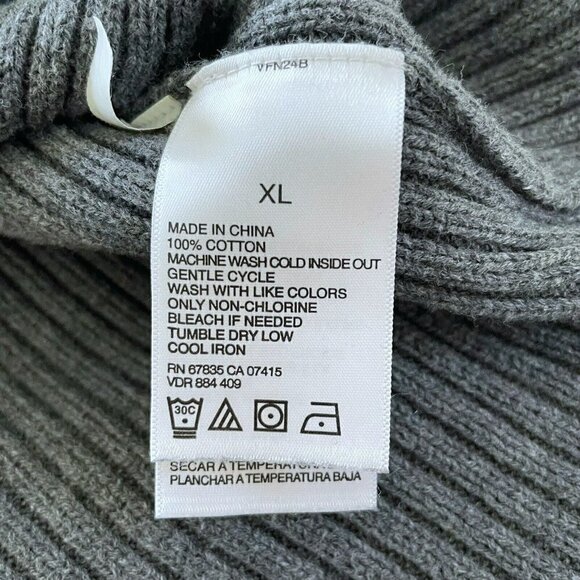 VFN24B
XL
MADE IN CHINA
100% COTTON
MACHINE WASH COLD INSIDE OUT
GENTLE CYCLE
WASH WITH LIKE COLORS
ONLY NON-CHLORINE
BLEACH IF NEEDED
TUMBLE DRY LOW
COOL IRON
RN 67835 CA 07415
VDR 884 409
30C
SECAR A TEMPERATURA
PLANCHAR A TEMPERATURA BAJA